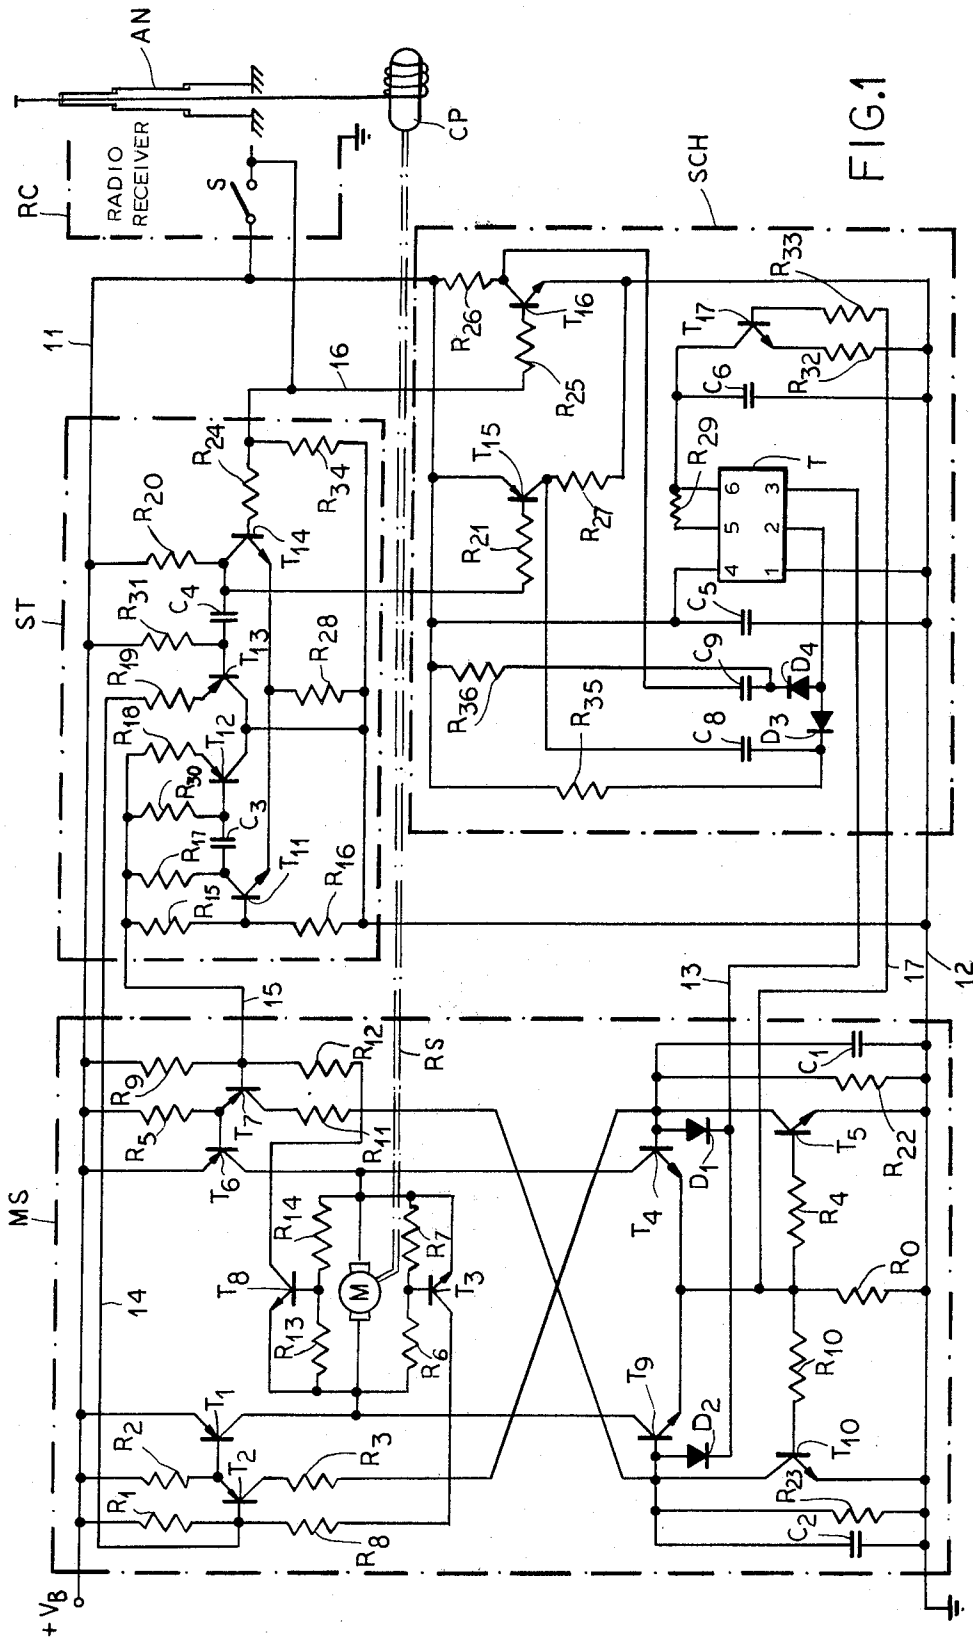 FIG.1
RC
RADIO
RECEIVER
S
AN
CP
11
ST
R20
R31
R19
R18
R30
R17
R15
C4
T13
T12
C3
T11
R16
R28
T14
R24
R34
16
15
14
MS
R9
R5
T7
T6
R12
R11
RS
R14
T8
R13
M
R7
T3
R6
T1
R2
T2
R1
R3
R8
+VB
SCH
R26
T16
R25
T15
R21
R27
T17
R33
R32
C6
R29
T
4
5
6
1
2
3
C5
C9
D4
R36
R35
C8
D3
13
17
12
C1
R22
D1
T4
T5
R4
R0
R10
T9
D2
T10
R23
C2